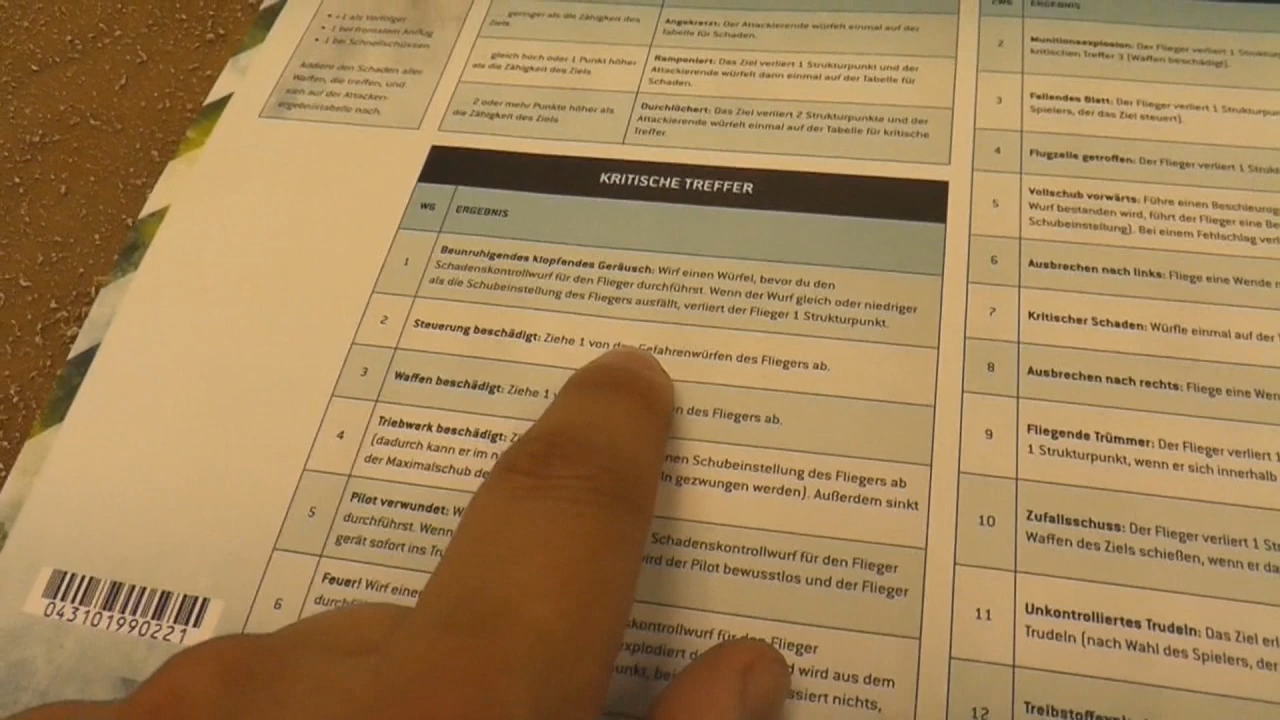 • +1 als Verfolger
• -1 bei frontalem Anflug
• -1 bei Schnellschüssen
Addiere den Schaden aller
Waffen, die treffen, und
sieh auf der Attacken-
ergebnistabelle nach.
geringer als die Zähigkeit des
Ziels
Angekratzt: Der Attackierende würfelt einmal auf der
Tabelle für Schaden.
gleich hoch oder 1 Punkt höher
als die Zähigkeit des Ziels
Ramponiert: Das Ziel verliert 1 Strukturpunkt und der
Attackierende würfelt dann einmal auf der Tabelle für
Schaden.
2 oder mehr Punkte höher als
die Zähigkeit des Ziels
Durchlöchert: Das Ziel verliert 2 Strukturpunkte und der
Attackierende würfelt einmal auf der Tabelle für kritische
Treffer.
KRITISCHE TREFFER
W6 ERGEBNIS
1 Beunruhigendes klopfendes Geräusch: Wirf einen Würfel, bevor du den
Schadenskontrollwurf für den Flieger durchführst. Wenn der Wurf gleich oder niedriger
als die Schubeinstellung des Fliegers ausfällt, verliert der Flieger 1 Strukturpunkt.
2 Steuerung beschädigt: Ziehe 1 von Gefahrenwürfen des Fliegers ab.
3 Waffen beschädigt: Ziehe 1 des Fliegers ab.
4 Triebwerk beschädigt: Schubeinstellung des Fliegers ab
(dadurch kann er im gezwungen werden). Außerdem sinkt
der Maximalschub
5 Pilot verwundet: Schadenskontrollwurf für den Flieger
durchführst. Wenn wird der Pilot bewusstlos und der Flieger
gerät sofort ins
6 Feuer! Wirf für den Flieger
explodiert wird aus dem
nichts,
ERGEBNIS
2 Munitionsexplosion: Der Flieger verliert 1
kritischen Treffer 3 (Waffen beschädigt).
3 Fallendes Blatt: Der Flieger verliert 1
Spielers, der das Ziel steuert).
4 Flugzelle getroffen: Der Flieger verliert 1
5 Vollschub vorwärts: Führe einen
Wurf bestanden wird, führt der Flieger eine
Schubeinstellung). Bei einem Fehlschlag
6 Ausbrechen nach links: Fliege eine Wende
7 Kritischer Schaden: Würfle einmal auf der
8 Ausbrechen nach rechts: Fliege eine
9 Fliegende Trümmer: Der Flieger verliert
1 Strukturpunkt, wenn er sich innerhalb
10 Zufallsschuss: Der Flieger verliert 1
Waffen des Ziels schießen, wenn er
11 Unkontrolliertes Trudeln: Das Ziel
Trudeln (nach Wahl des Spielers, der
12
043101990221